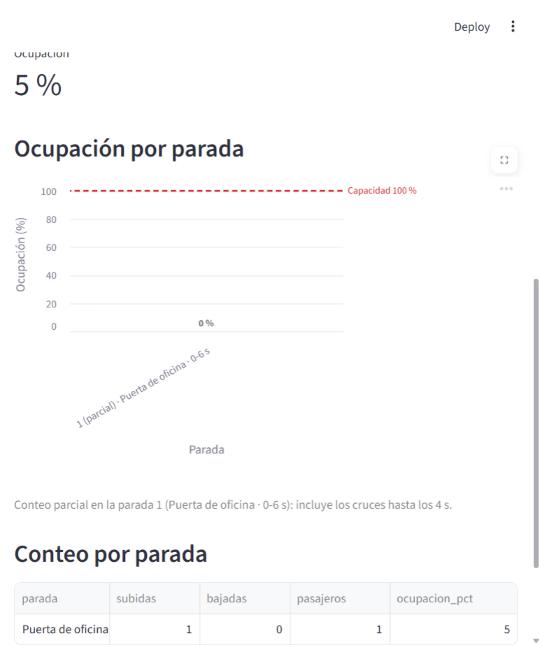 Deploy
Ocupación
5 %
Ocupación por parada
100
Capacidad 100 %
80
60
40
20
0
0 %
Ocupación (%)
1 (parcial) · Puerta de oficina · 0-6 s
Parada
Conteo parcial en la parada 1 (Puerta de oficina · 0-6 s): incluye los cruces hasta los 4 s.
Conteo por parada
parada subidas bajadas pasajeros ocupacion_pct
Puerta de oficina 1 0 1 5